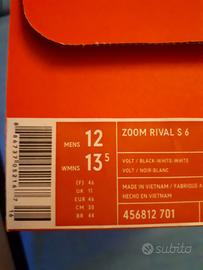 MENS 12
WMNS 13.5
(F) 46
UK 11
EUR 46
CM 30
BR 44
ZOOM RIVAL S 6
VOLT / BLACK-WHITE-WHITE
VOLT / NOIR-BLANC
MADE IN VIETNAM / FABRIQUÉ A
HECHO EN VIETNAM
456812 701
subito